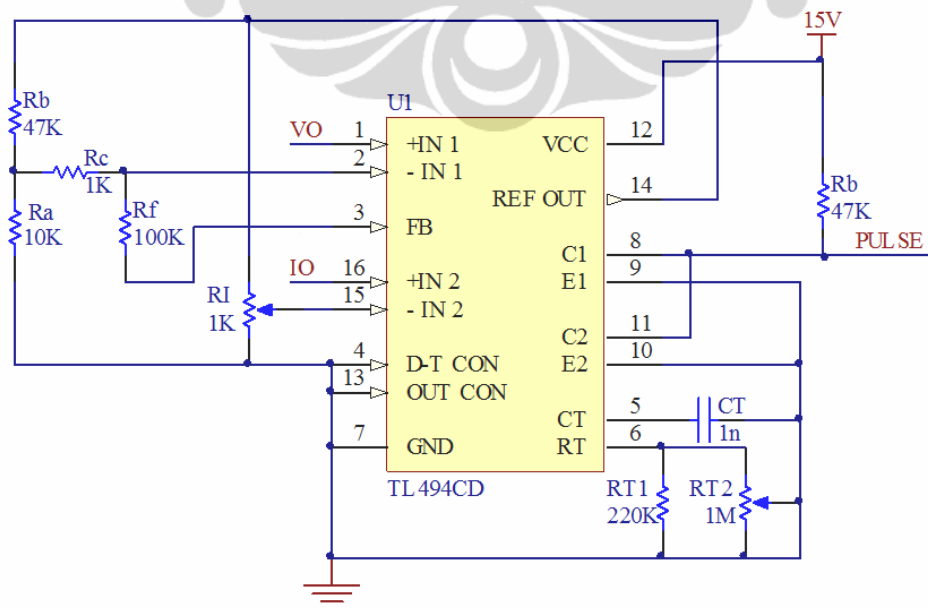 15V
U1
Rb
47K
VO
1
+IN 1
VCC
12
2
- IN 1
Rc
1K
REF OUT
14
Rb
47K
Ra
10K
Rf
100K
3
FB
C1
8
PULSE
IO
16
+IN 2
E1
9
RI
1K
15
- IN 2
C2
11
4
D-T CON
E2
10
13
OUT CON
CT
5
CT
1n
7
GND
RT
6
TL494CD
RT1
220K
RT2
1M